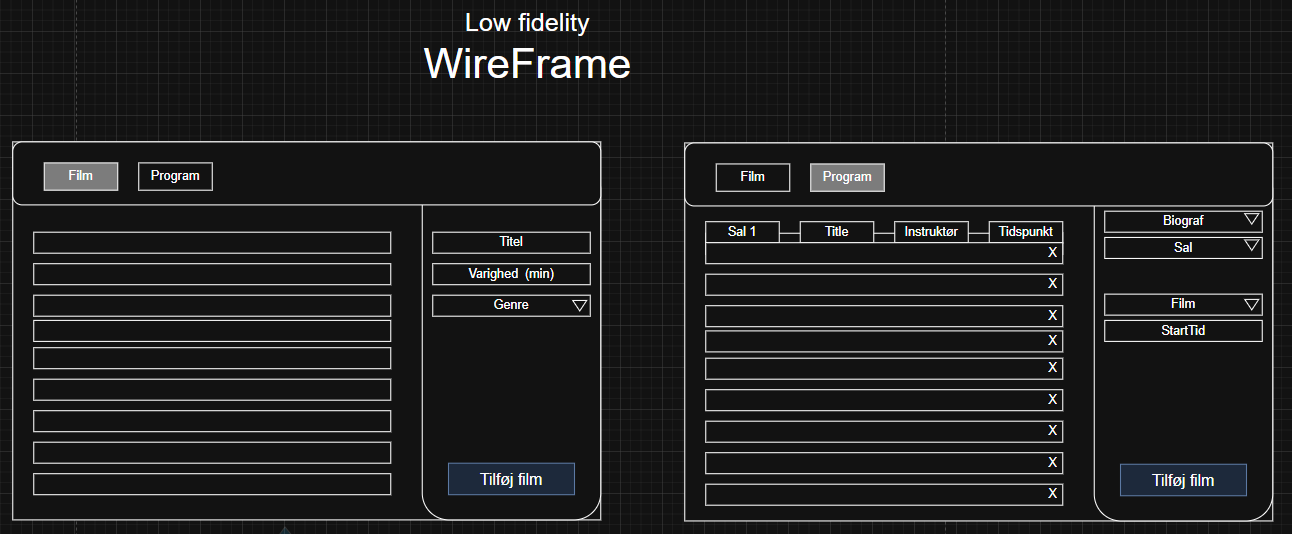 Low fidelity
WireFrame
Film
Program
Titel
Varighed (min)
Genre
Tilføj film
Film
Program
Sal 1
Title
Instruktør
Tidspunkt
X
X
X
X
X
X
X
X
X
Biograf
Sal
Film
StartTid
Tilføj film